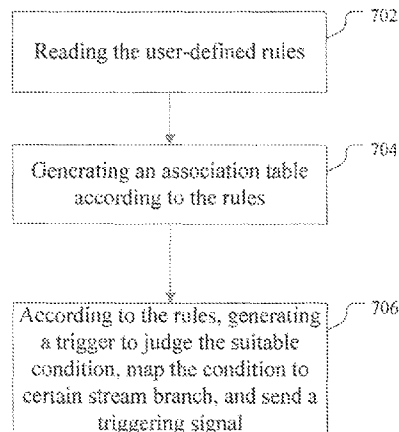 702
Reading the user-defined rules
704
Generating an association table
according to the rules
706
According to the rules, generating
a trigger to judge the suitable
condition, map the condition to
certain stream branch, and send a
triggering signal